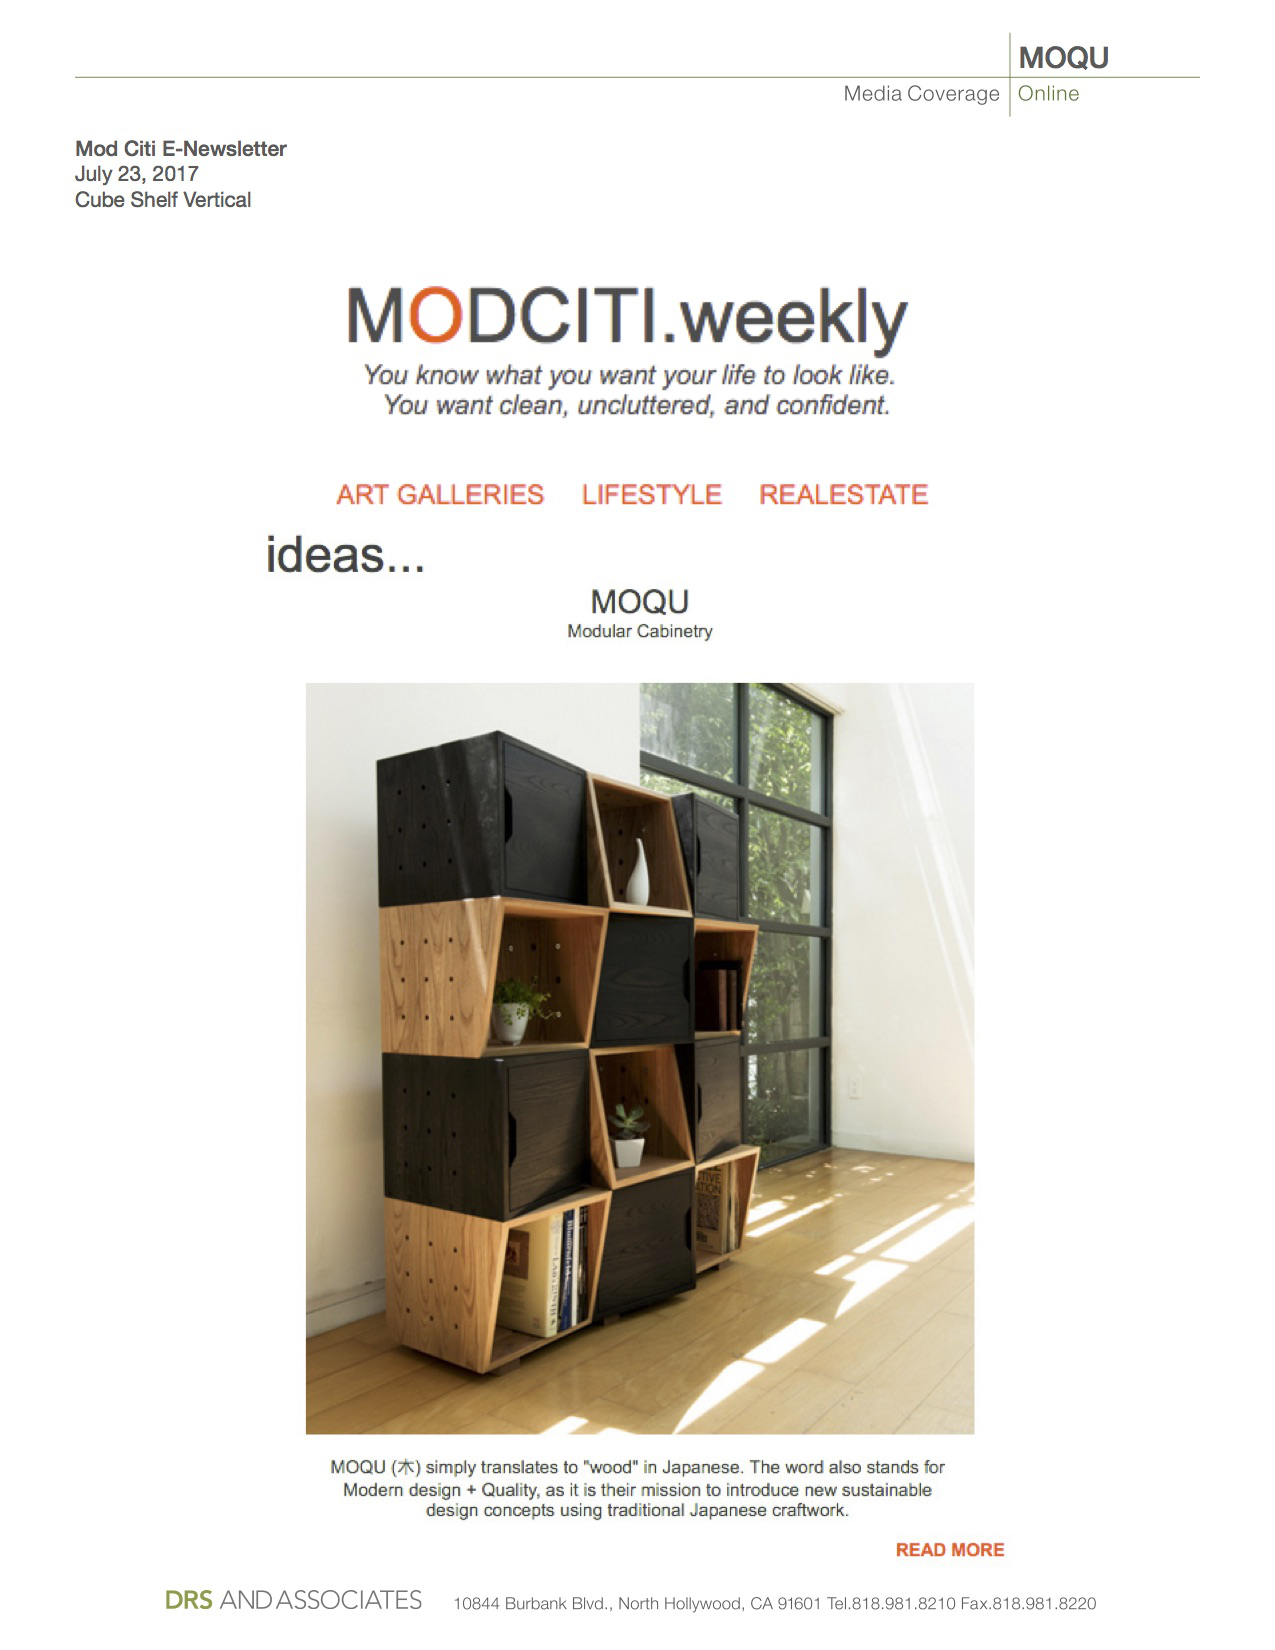 MOQU
Media Coverage Online
Mod Citi E-Newsletter
July 23, 2017
Cube Shelf Vertical
MODCITI.weekly
You know what you want your life to look like.
You want clean, uncluttered, and confident.
ART GALLERIES LIFESTYLE REALESTATE
ideas...
MOQU
Modular Cabinetry
MOQU (木) simply translates to "wood" in Japanese. The word also stands for
Modern design + Quality, as it is their mission to introduce new sustainable
design concepts using traditional Japanese craftwork.
READ MORE
DRS AND ASSOCIATES 10844 Burbank Blvd., North Hollywood, CA 91601 Tel.818.981.8210 Fax.818.981.8220